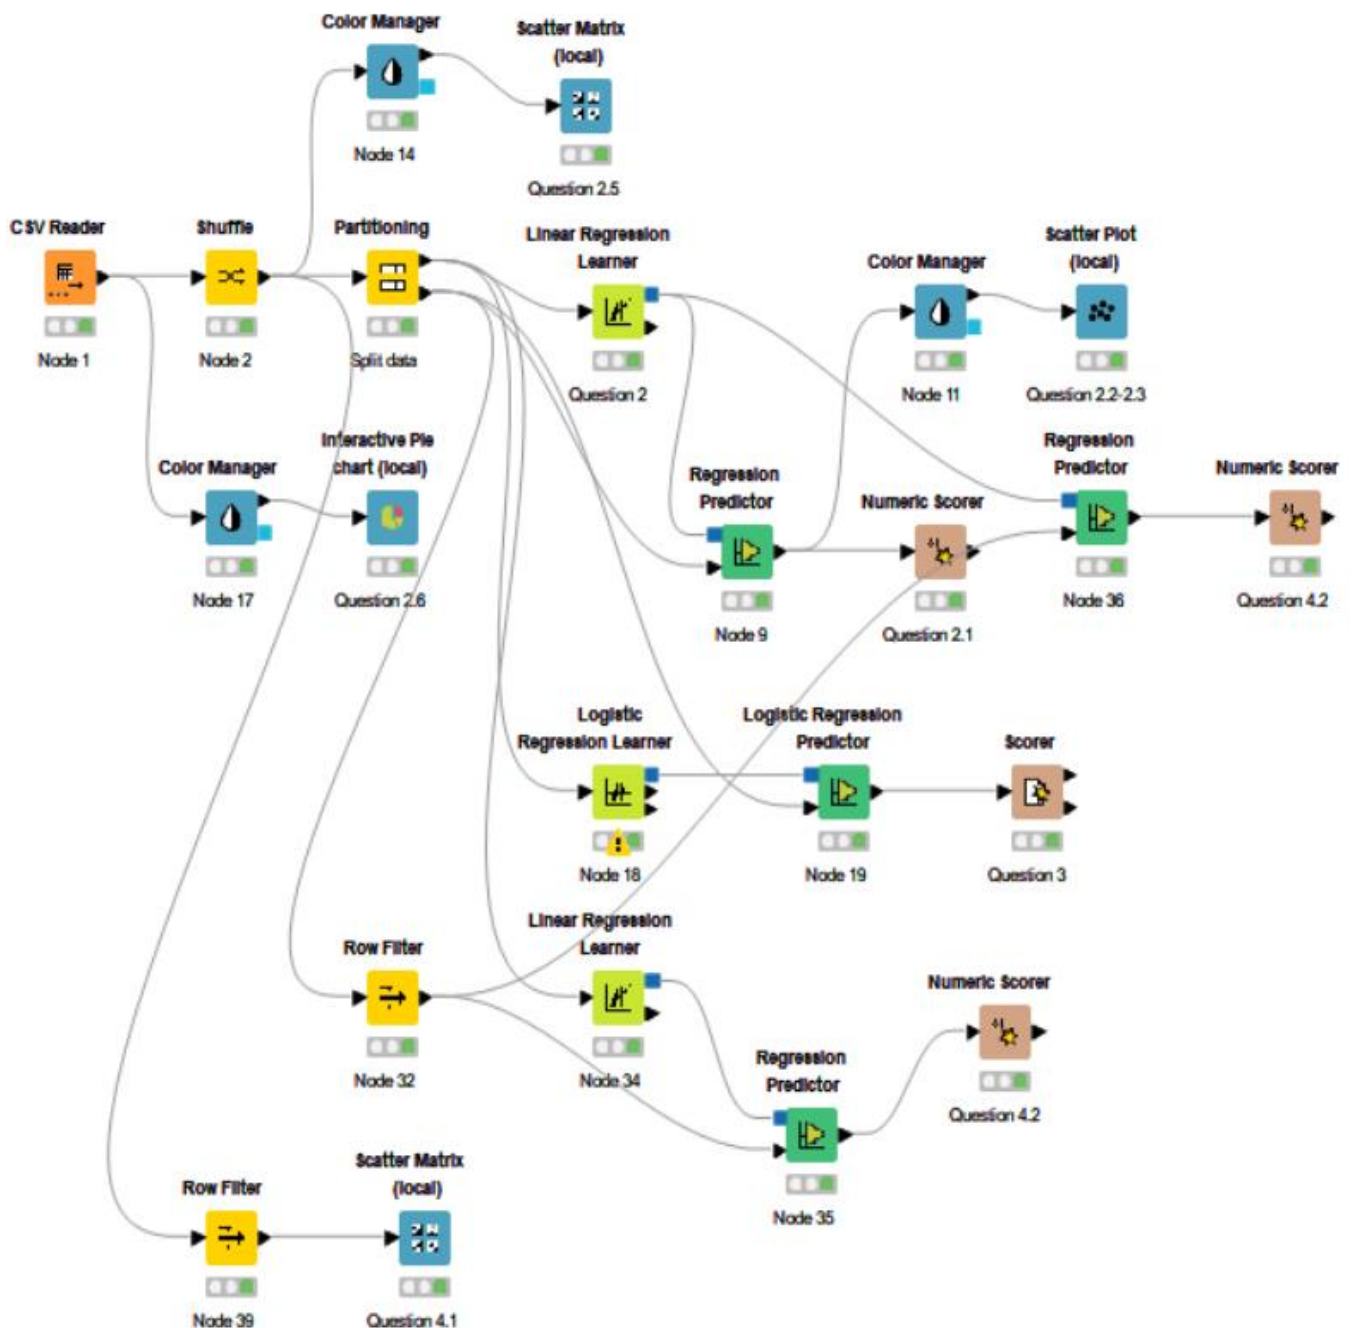 Color Manager
Scatter Matrix
(local)
Node 14
Question 2.5
CSV Reader
Shuffle
Partitioning
Linear Regression
Learner
Color Manager
Scatter Plot
(local)
Node 1
Node 2
Split data
Question 2
Node 11
Question 2.2-2.3
Color Manager
Interactive Pie
chart (local)
Regression
Predictor
Numeric Scorer
Regression
Predictor
Numeric Scorer
Node 17
Question 2.6
Node 9
Question 2.1
Node 36
Question 4.2
Logistic
Regression Learner
Logistic Regression
Predictor
Scorer
Node 18
Node 19
Question 3
Row Filter
Linear Regression
Learner
Numeric Scorer
Node 32
Node 34
Regression
Predictor
Question 4.2
Node 35
Row Filter
Scatter Matrix
(local)
Node 39
Question 4.1